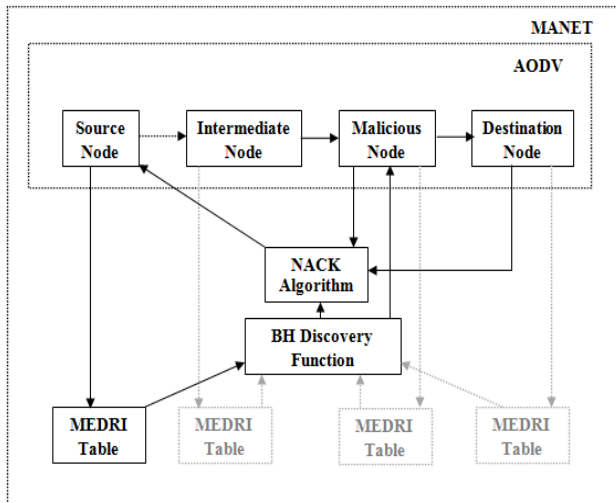 MANET
AODV
Source
Node
Intermediate
Node
Malicious
Node
Destination
Node
NACK
Algorithm
BH Discovery
Function
MEDRI
Table
MEDRI
Table
MEDRI
Table
MEDRI
Table